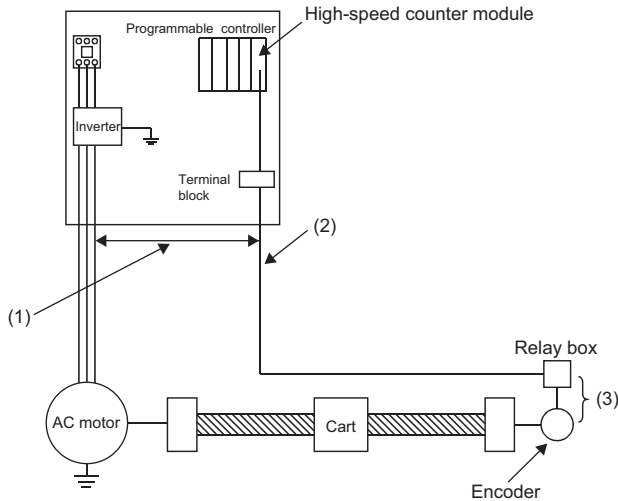 High-speed counter module
Programmable controller
Inverter
Terminal
block
(2)
(1)
Relay box
(3)
AC motor
Cart
Encoder